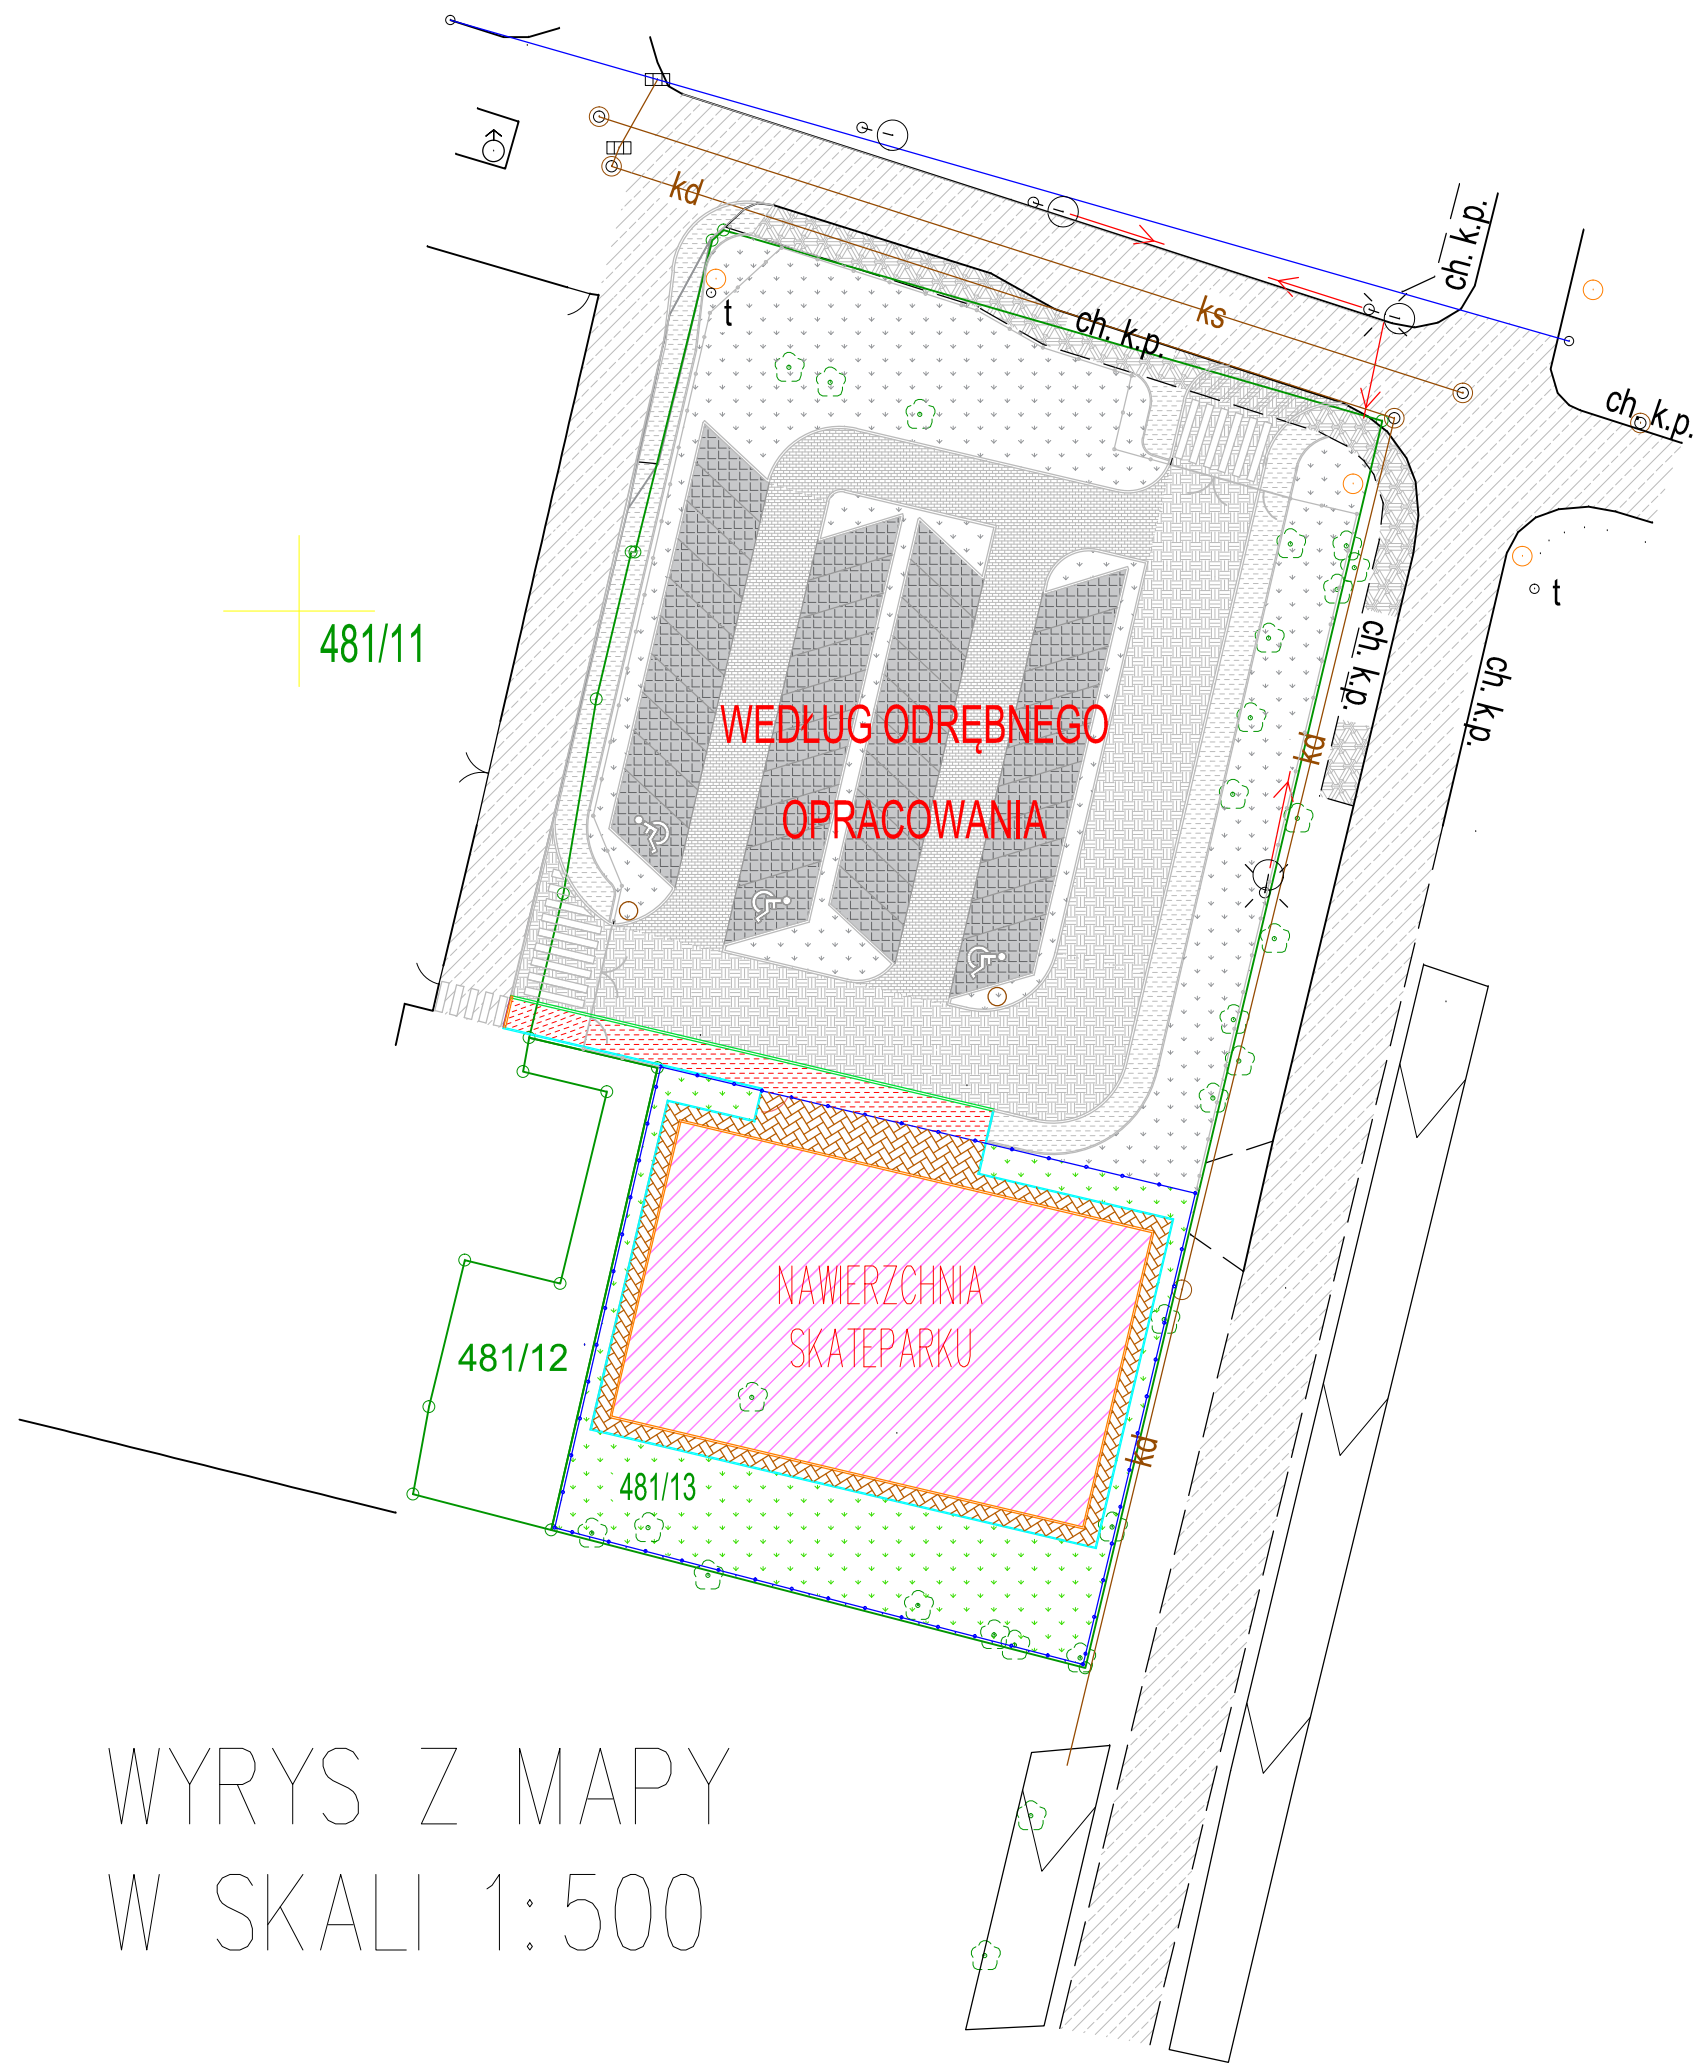 kd
ch. k.p.
ks
t
ch. k.p.
ch. k.p.
t
481/11
ch. k.p.
ch. k.p.
WEDŁUG ODRĘBNEGO
OPRACOWANIA
kd
NAWIERZCHNIA
SKATEPARKU
481/12
kd
481/13
WYRYS Z MAPY
W SKALI 1:500